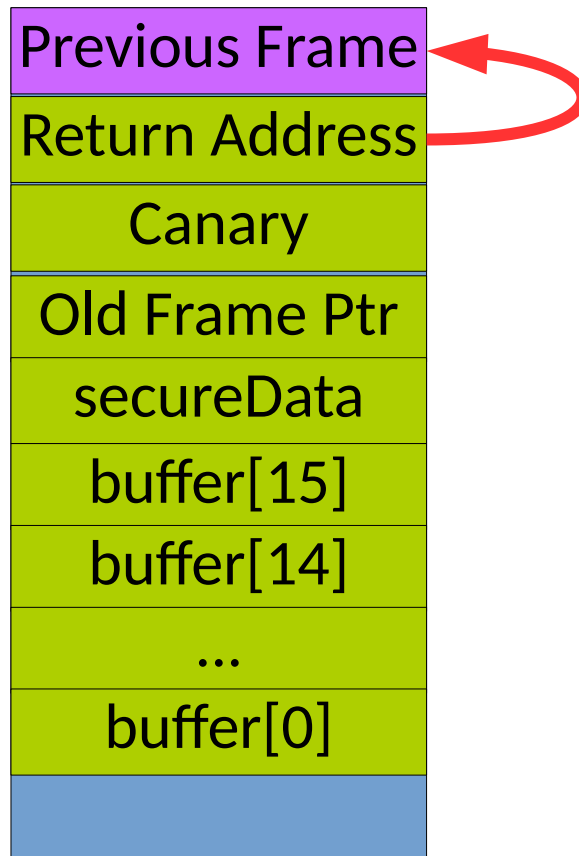 Previous Frame
Return Address
Canary
Old Frame Ptr
secureData
buffer[15]
buffer[14]
...
buffer[0]